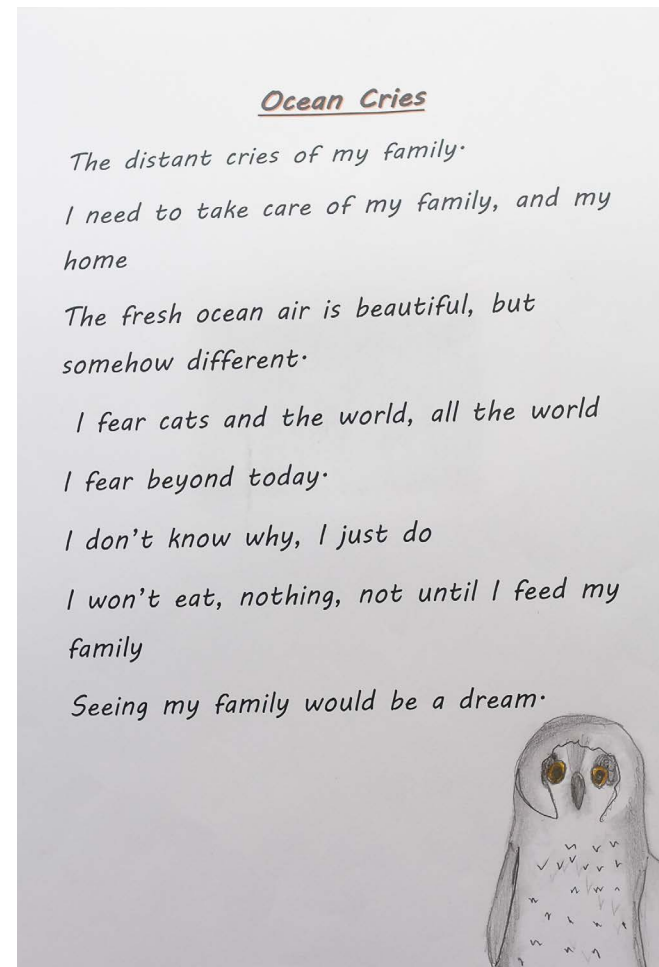 Ocean Cries
The distant cries of my family.
I need to take care of my family, and my
home
The fresh ocean air is beautiful, but
somehow different.
I fear cats and the world, all the world
I fear beyond today.
I don't know why, I just do
I won't eat, nothing, not until I feed my
family
Seeing my family would be a dream.